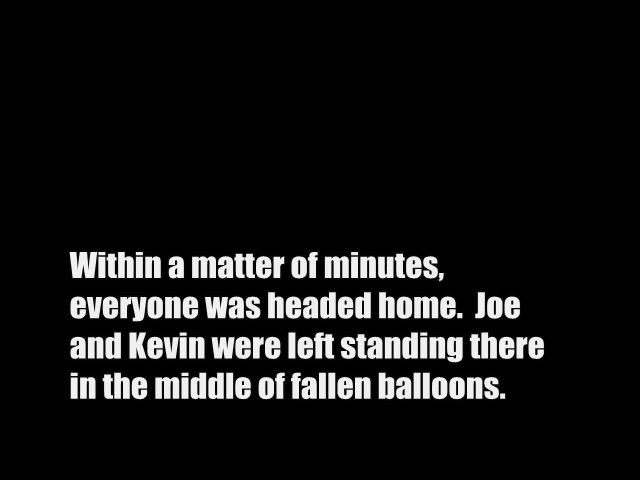 Within a matter of minutes,
everyone was headed home.  Joe
and Kevin were left standing there
in the middle of fallen balloons.